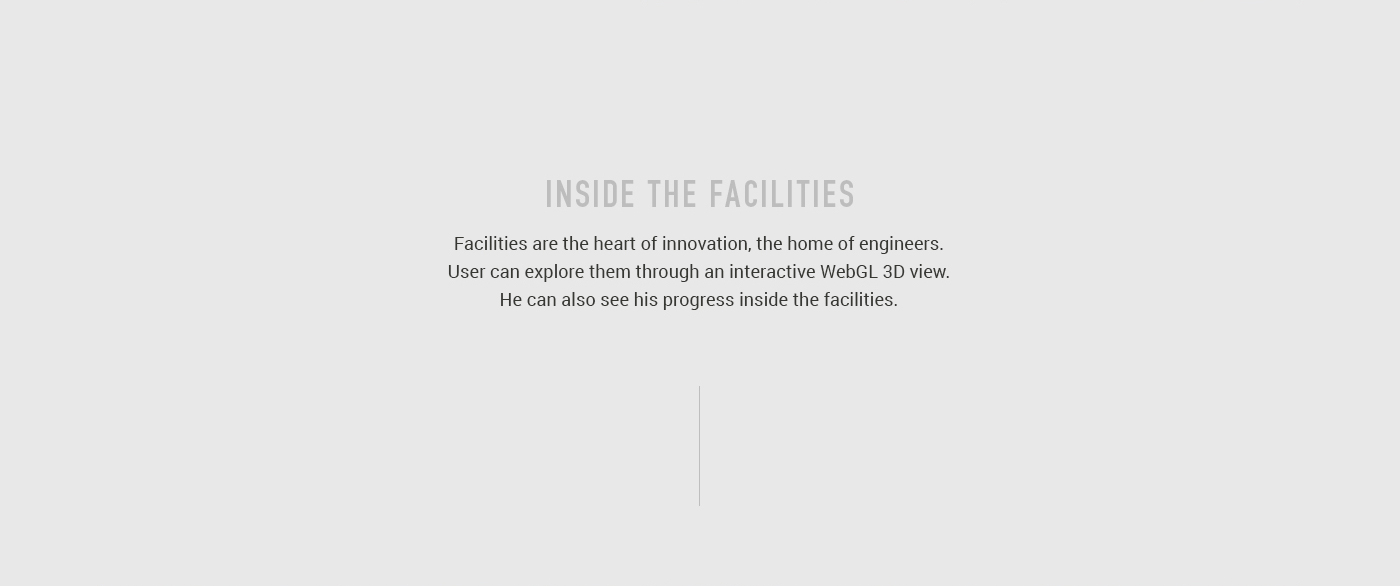 INSIDE THE FACILITIES
Facilities are the heart of innovation, the home of engineers.
User can explore them through an interactive WebGL 3D view.
He can also see his progress inside the facilities.